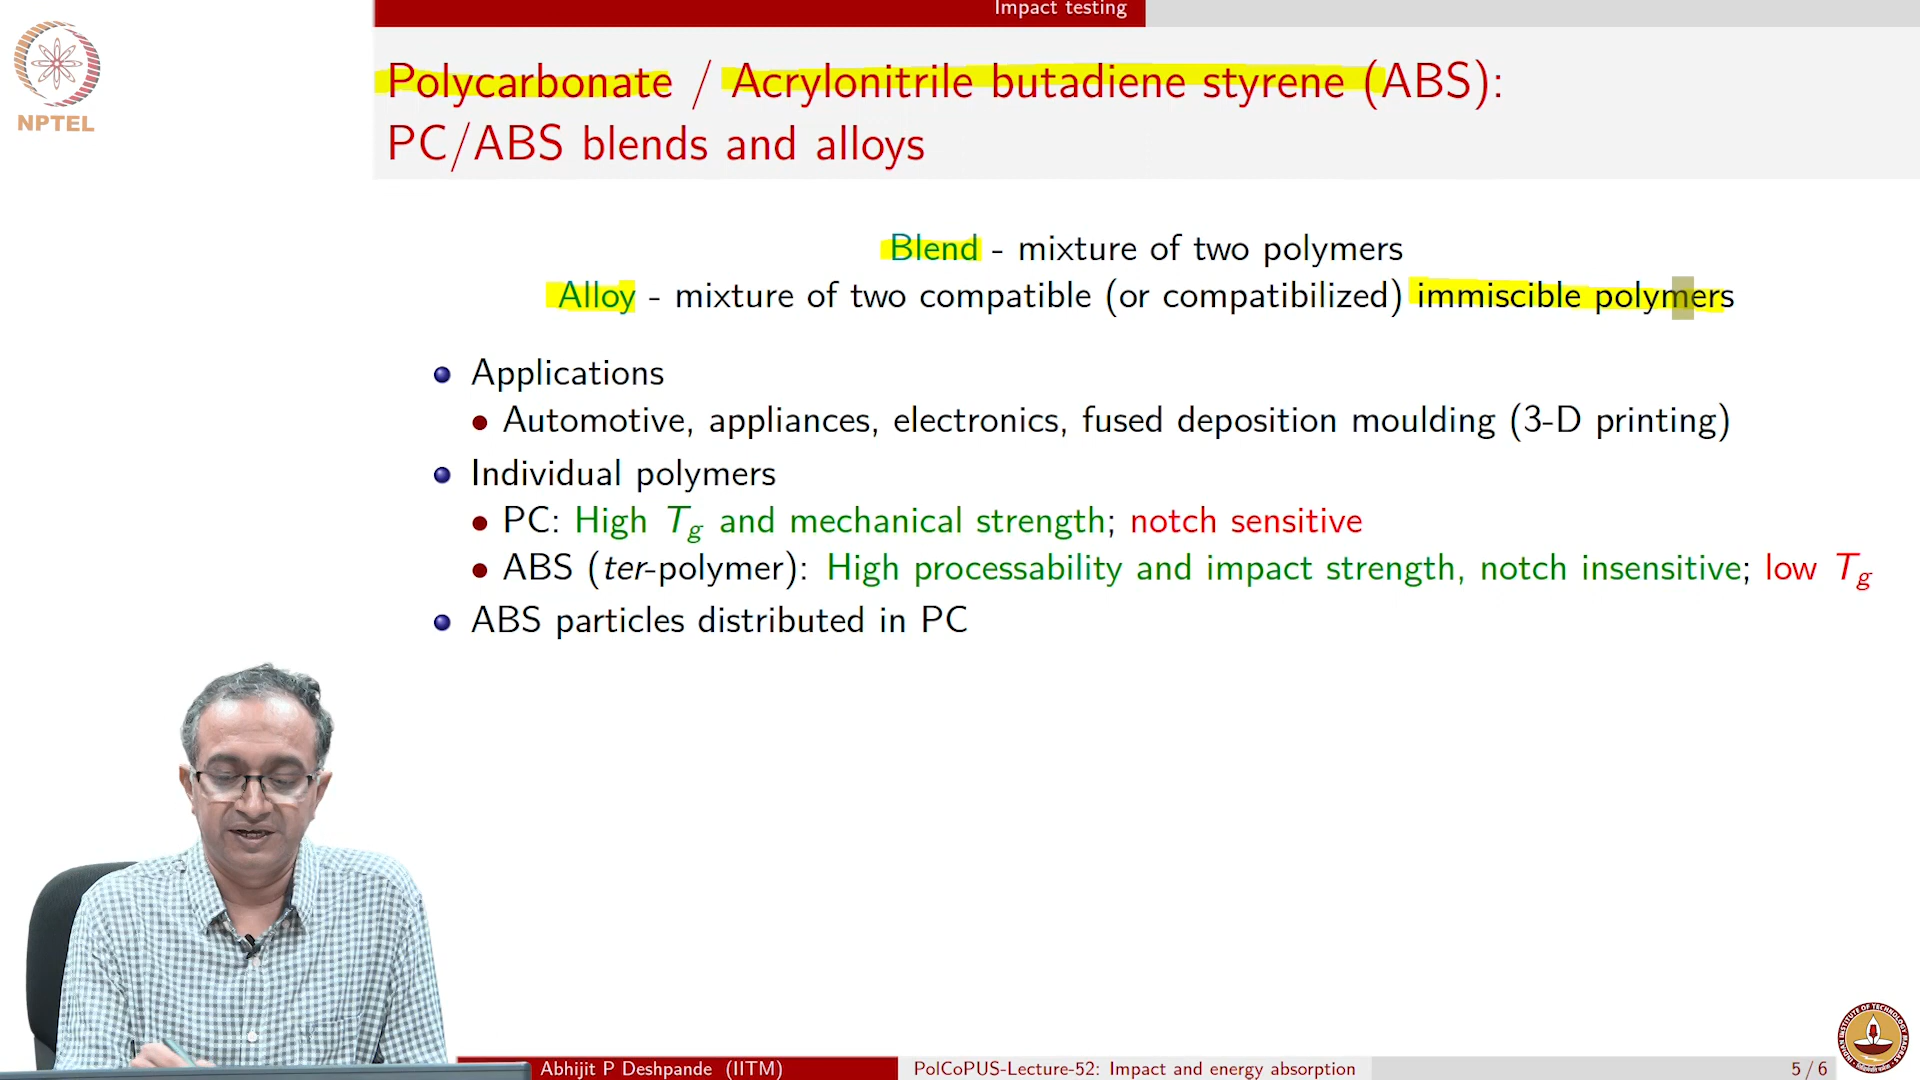 Impact testing
NPTEL
Polycarbonate / Acrylonitrile butadiene styrene (ABS):
PC/ABS blends and alloys
Blend - mixture of two polymers
Alloy - mixture of two compatible (or compatibilized) immiscible polymers
Applications
Automotive, appliances, electronics, fused deposition moulding (3-D printing)
Individual polymers
PC: High Tg and mechanical strength; notch sensitive
ABS (ter-polymer): High processability and impact strength, notch insensitive; low Tg
ABS particles distributed in PC
Abhijit P Deshpande (IITM)
PolCoPUS-Lecture-52: Impact and energy absorption
5 / 6